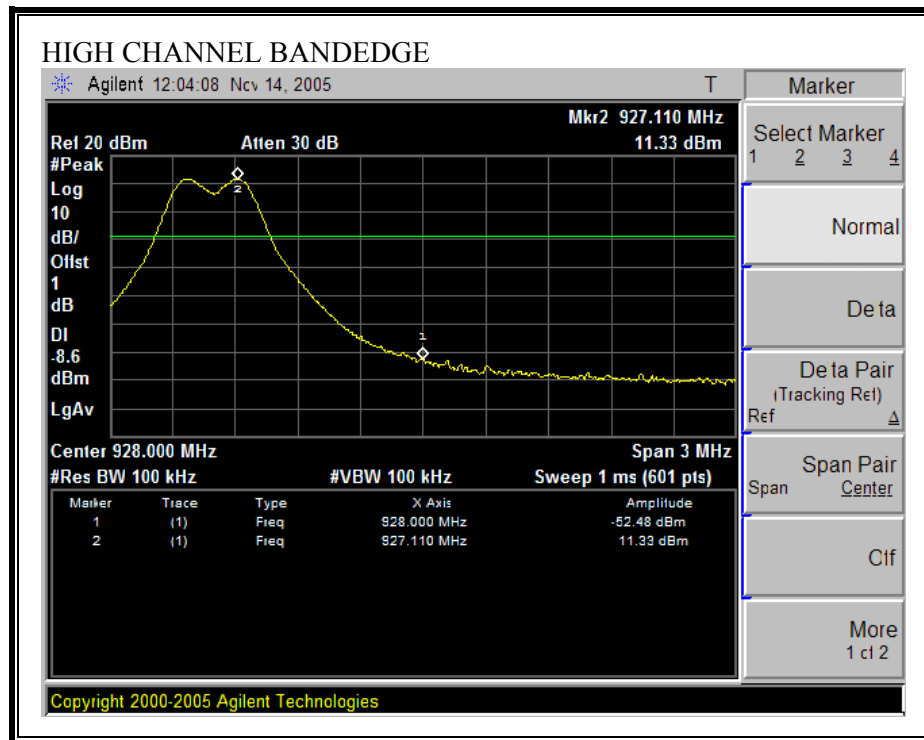 HIGH CHANNEL BANDEDGE
Agilent 12:04:08 Nov 14, 2005 T
Mkr2 927.110 MHz
Ref 20 dBm Atten 30 dB 11.33 dBm
#Peak
Log
10
dB/
Offst
1
dB
DI
-8.6
dBm
LgAv
2
1
Center 928.000 MHz Span 3 MHz
#Res BW 100 kHz #VBW 100 kHz Sweep 1 ms (601 pts)
Marker Trace Type X Axis Amplitude
1 (1) Freq 928.000 MHz -52.48 dBm
2 (1) Freq 927.110 MHz 11.33 dBm
Copyright 2000-2005 Agilent Technologies
Marker
Select Marker
1 2 3 4
Normal
Delta
Delta Pair
(Tracking Ref)
Ref Δ
Span Pair
Span Center
Off
More
1 of 2